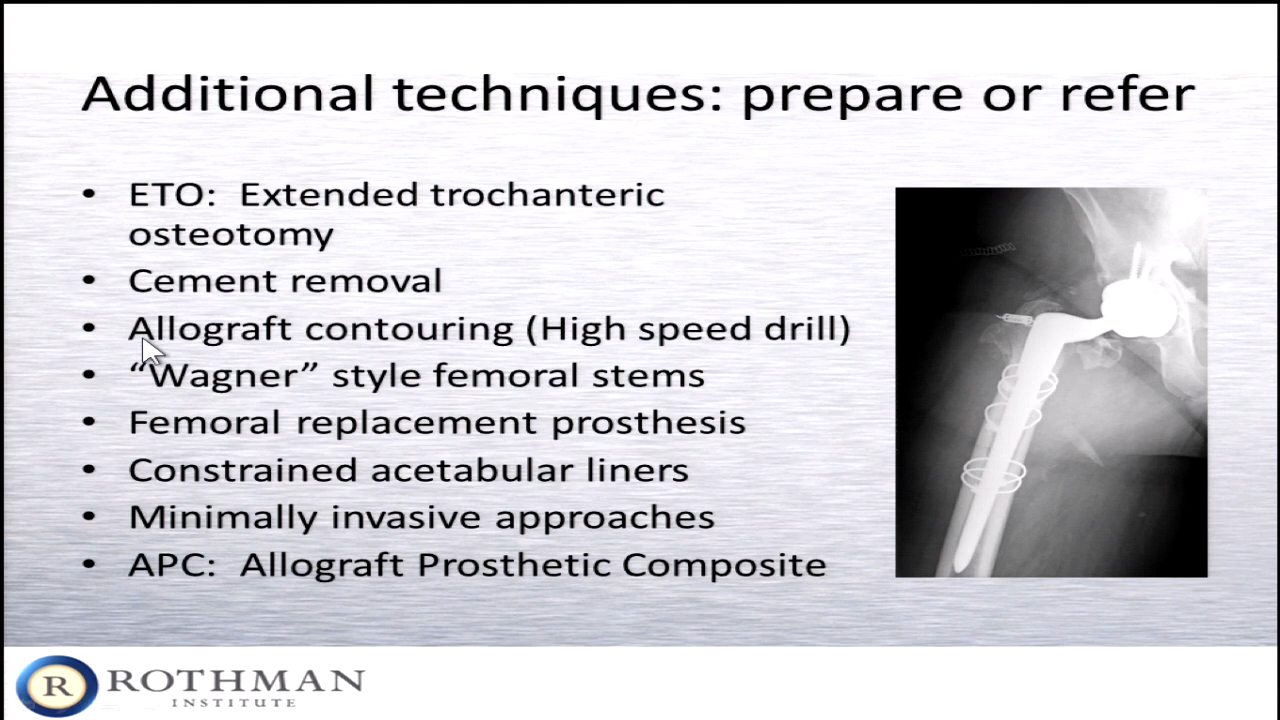 Additional techniques: prepare or refer
• ETO: Extended trochanteric
osteotomy
• Cement removal
• Allograft contouring (High speed drill)
• “Wagner” style femoral stems
• Femoral replacement prosthesis
• Constrained acetabular liners
• Minimally invasive approaches
• APC: Allograft Prosthetic Composite
R ROTHMAN
INSTITUTE